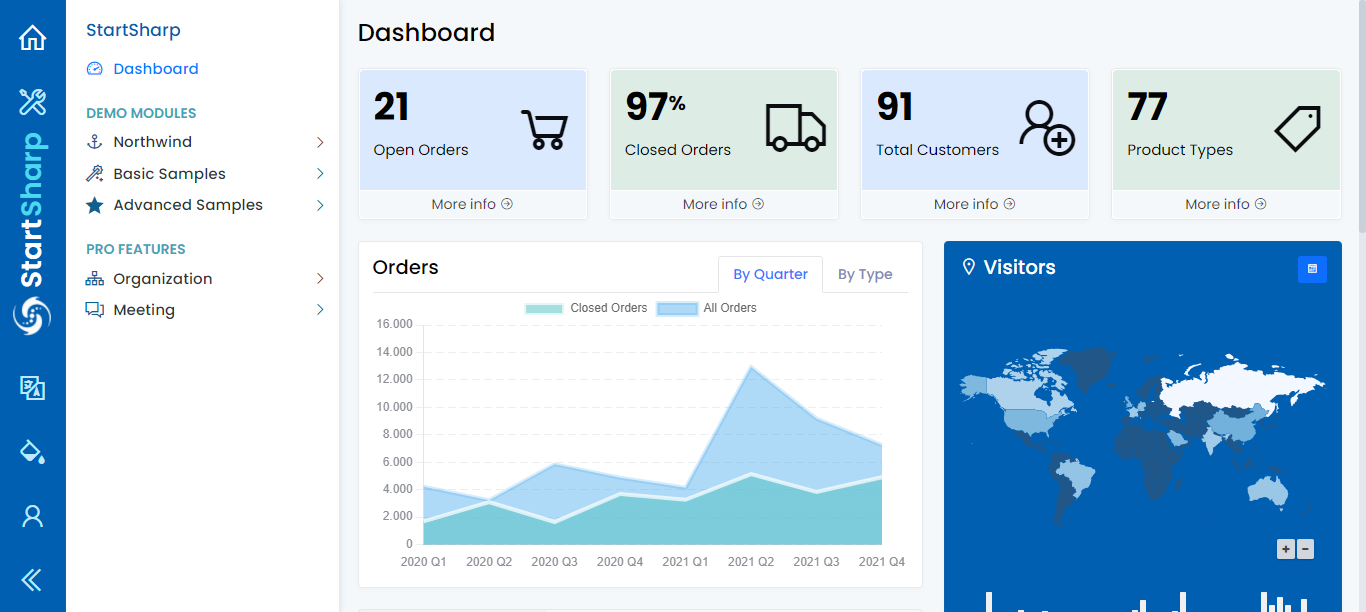 StartSharp
StartSharp
Dashboard
DEMO MODULES
Northwind
Basic Samples
Advanced Samples
PRO FEATURES
Organization
Meeting
Dashboard
21
Open Orders
More info
97%
Closed Orders
More info
91
Total Customers
More info
77
Product Types
More info
Orders
By Quarter
By Type
Closed Orders
All Orders
16.000
14.000
12.000
10.000
8.000
6.000
4.000
2.000
0
2020 Q1
2020 Q2
2020 Q3
2020 Q4
2021 Q1
2021 Q2
2021 Q3
2021 Q4
Visitors
+
−